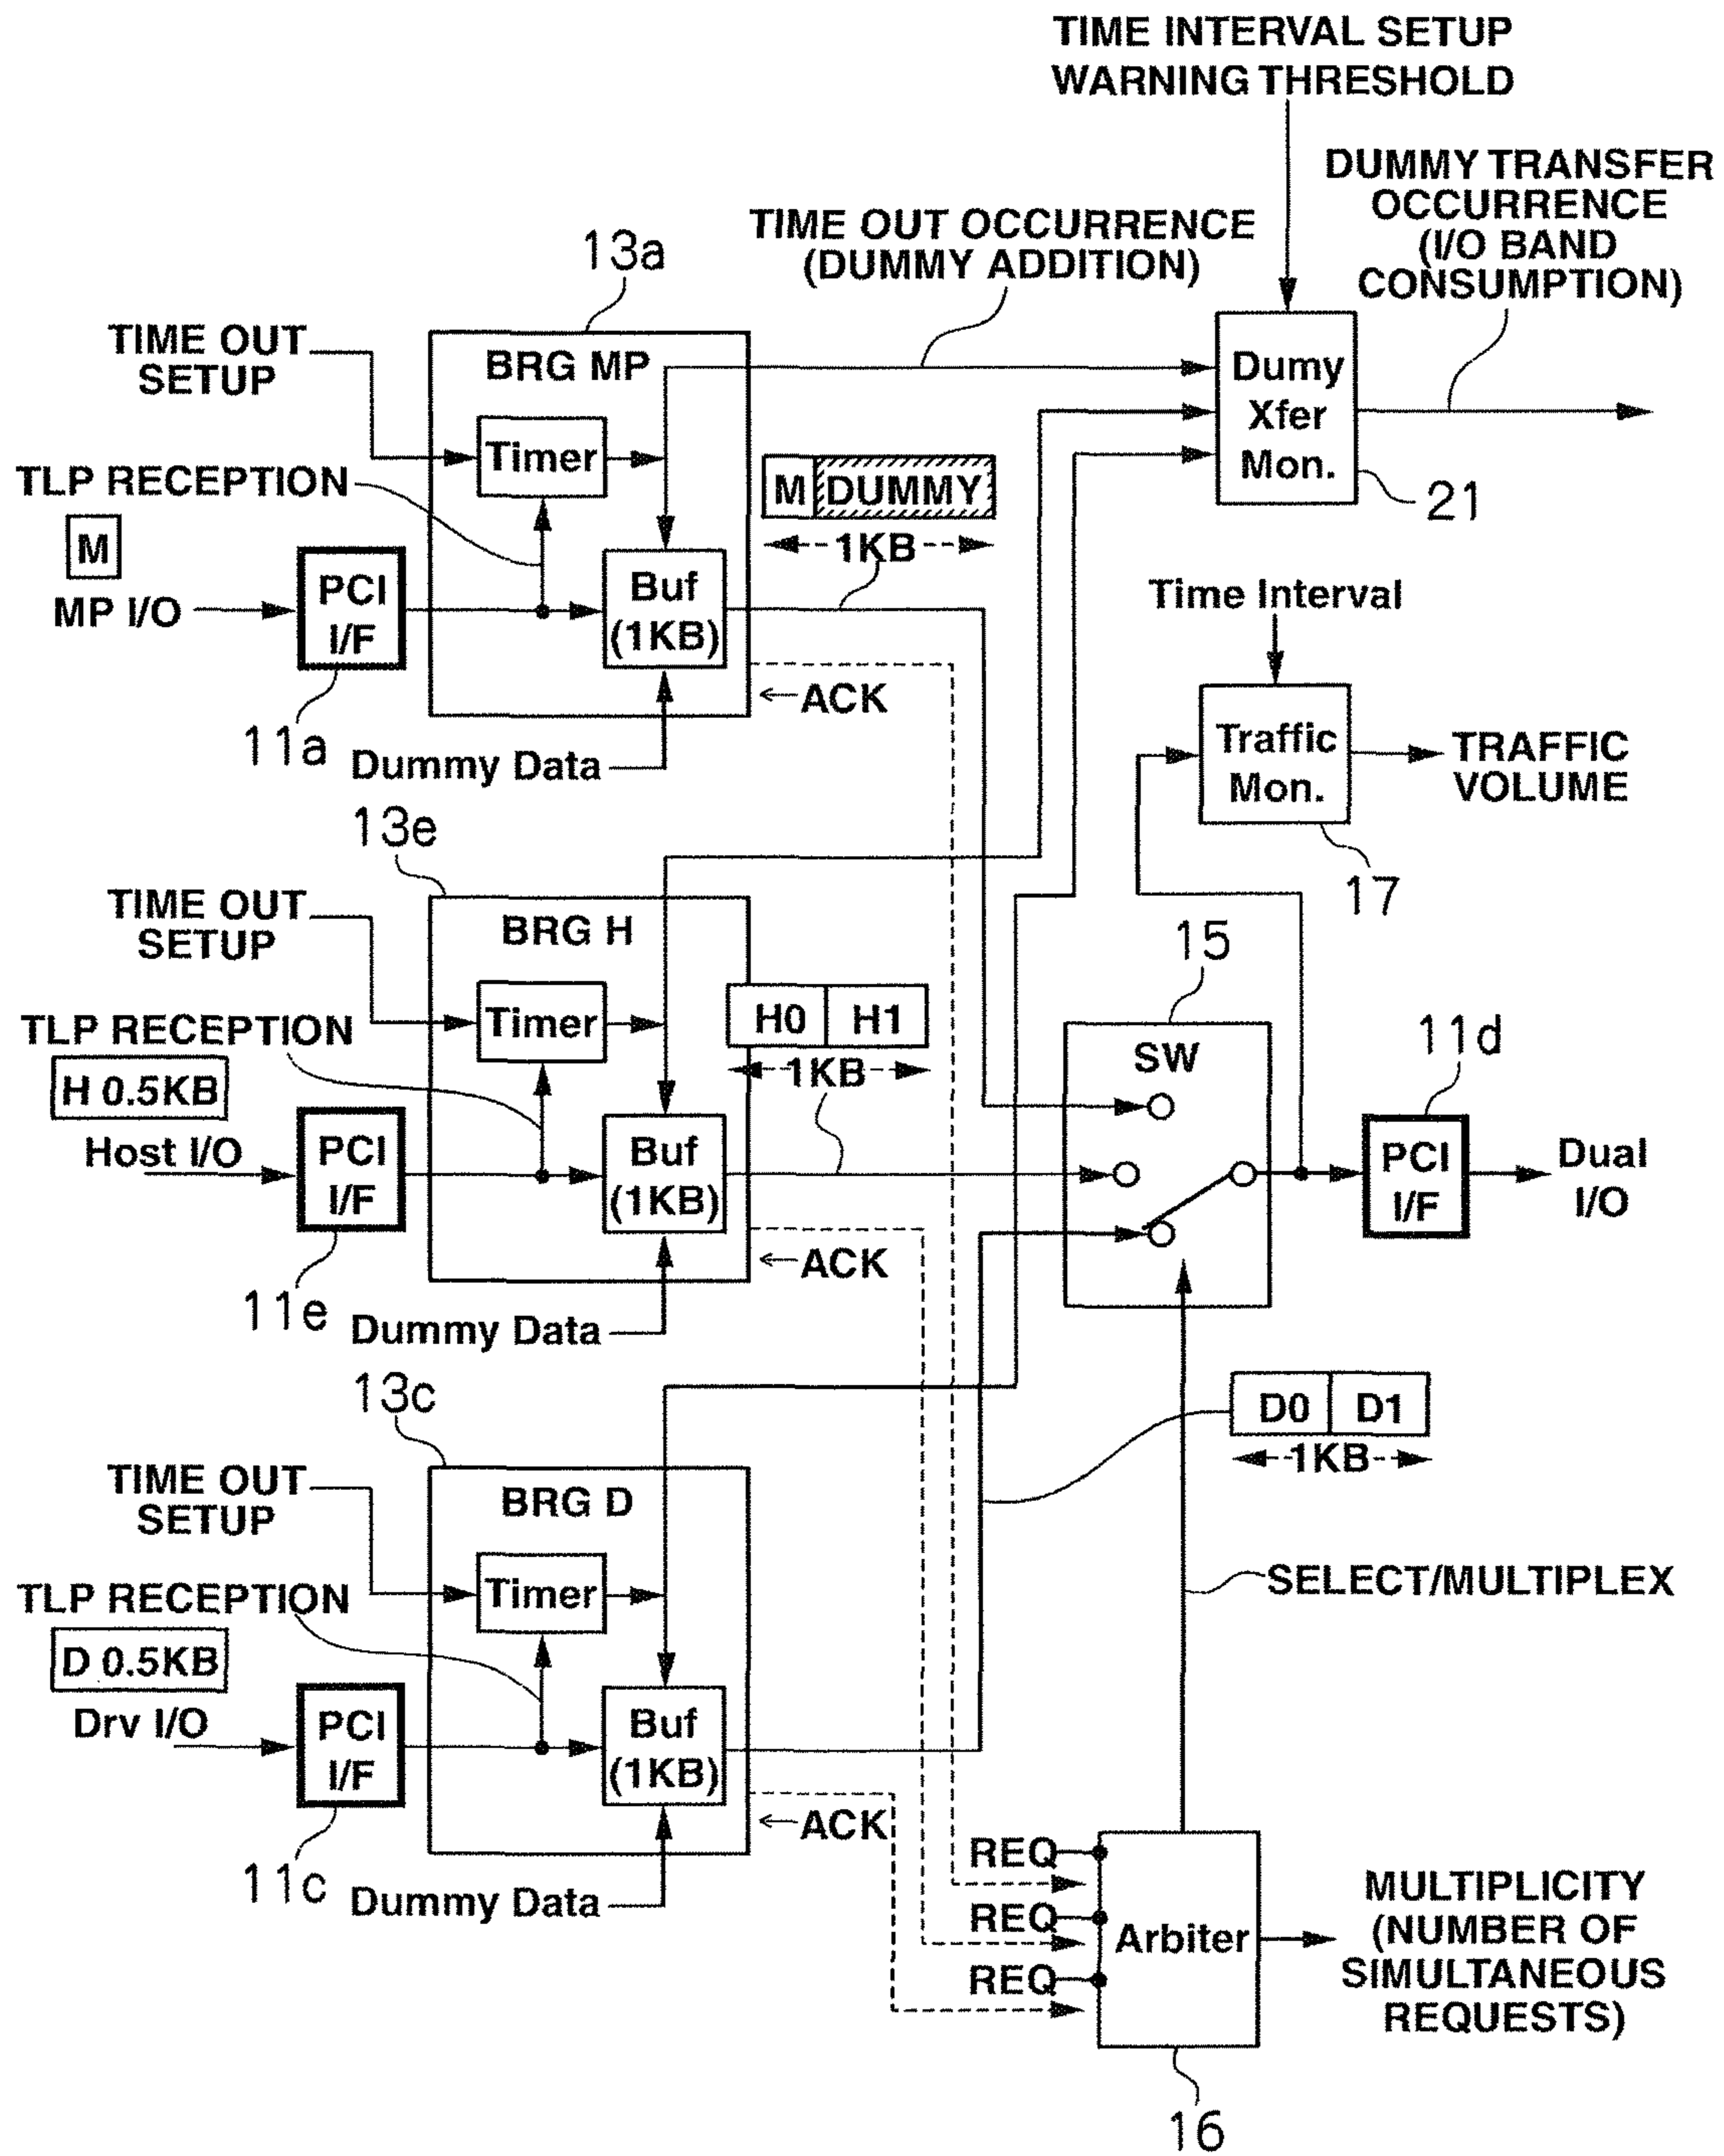 TIME INTERVAL SETUP
WARNING THRESHOLD
DUMMY TRANSFER
OCCURRENCE
(I/O BAND
CONSUMPTION)
TIME OUT OCCURRENCE
(DUMMY ADDITION)
13a
TIME OUT
SETUP
BRG MP
Timer
TLP RECEPTION
M
MP I/O
PCI
I/F
11a
Buf
(1KB)
Dummy Data
M DUMMY
1KB
ACK
Dumy
Xfer
Mon.
21
Time Interval
Traffic
Mon.
TRAFFIC
VOLUME
17
13e
TIME OUT
SETUP
BRG H
Timer
TLP RECEPTION
H 0.5KB
Host I/O
PCI
I/F
11e
Buf
(1KB)
Dummy Data
H0 H1
1KB
ACK
15
SW
11d
PCI
I/F
Dual
I/O
13c
TIME OUT
SETUP
BRG D
Timer
TLP RECEPTION
D 0.5KB
Drv I/O
PCI
I/F
11c
Buf
(1KB)
Dummy Data
ACK
D0 D1
1KB
SELECT/MULTIPLEX
REQ
REQ
REQ
Arbiter
16
MULTIPLICITY
(NUMBER OF
SIMULTANEOUS
REQUESTS)